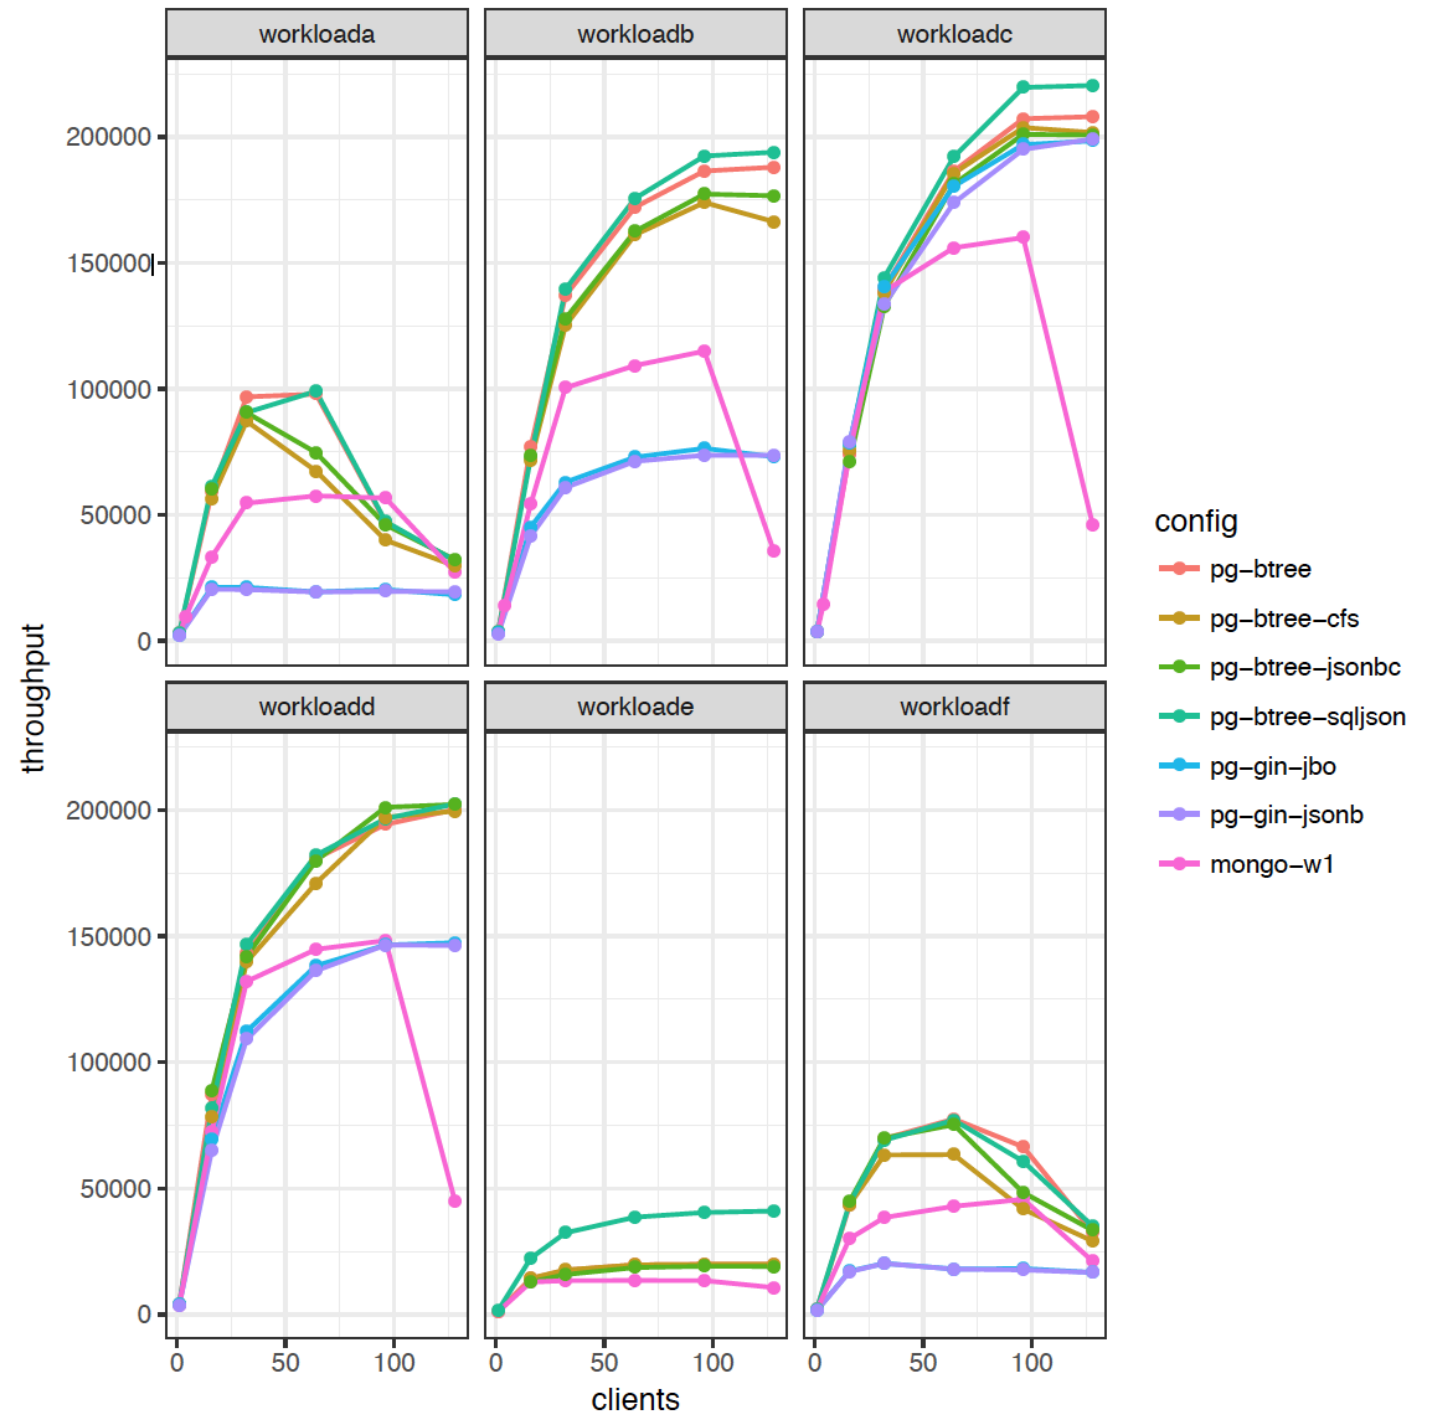 workloada
workloadb
workloadc
200000
150000
100000
50000
0
throughput
workloadd
workloade
workloadf
200000
150000
100000
50000
0
0 50 100
0 50 100
0 50 100
clients
config
pg-btree
pg-btree-cfs
pg-btree-jsonbc
pg-btree-sqljson
pg-gin-jbo
pg-gin-jsonb
mongo-w1